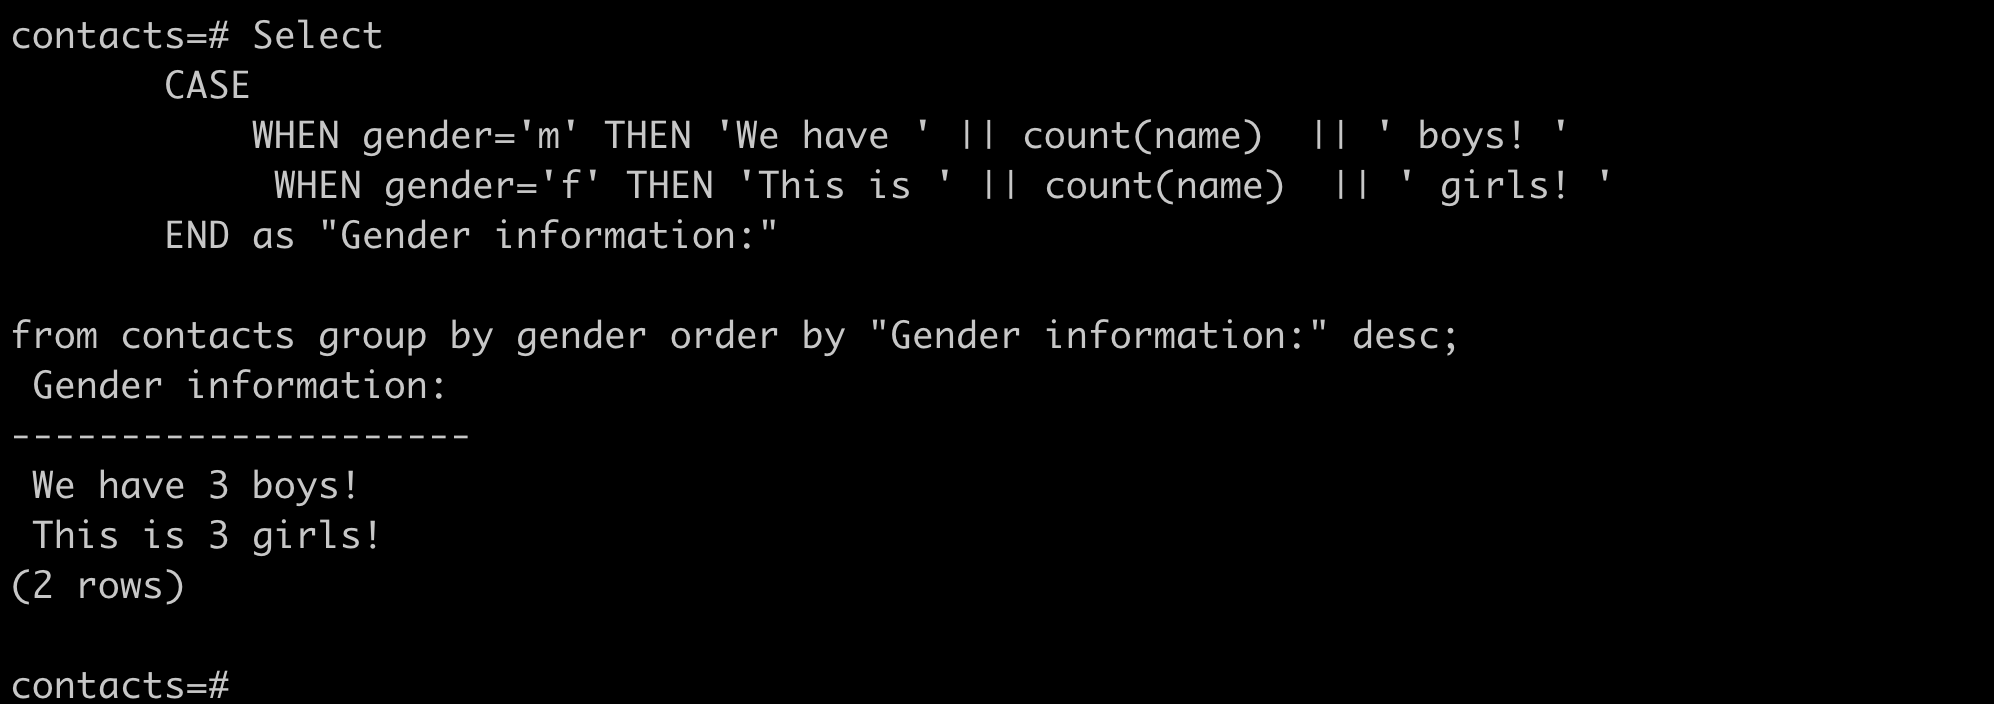 contacts=# Select
CASE
WHEN gender='m' THEN 'We have ' || count(name)  || ' boys! '
WHEN gender='f' THEN 'This is ' || count(name)  || ' girls! '
END as "Gender information:"
from contacts group by gender order by "Gender information:" desc;
Gender information:
---------------------
We have 3 boys!
This is 3 girls!
(2 rows)
contacts=#